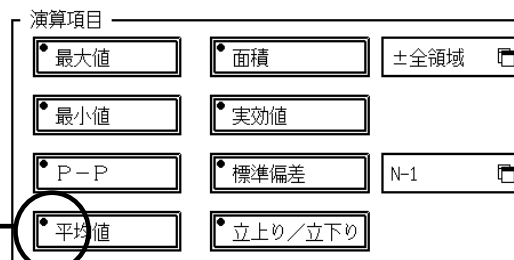 演算項目
最大値 面積 ±全領域
最小値 実効値
P-P 標準偏差 N-1
平均値 立上り/立下り